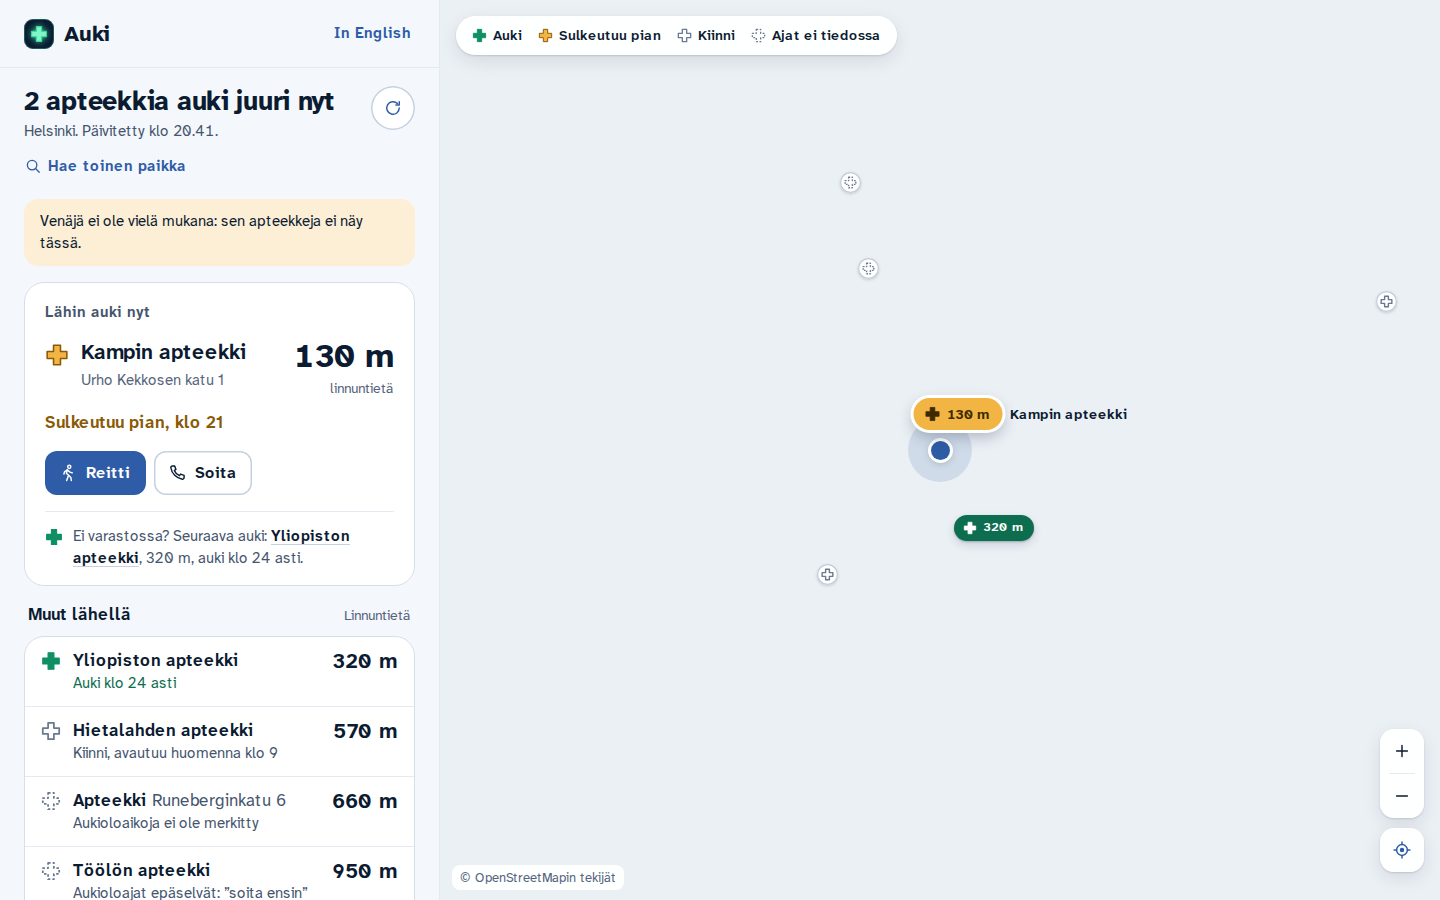 Auki
In English
2 apteekkia auki juuri nyt
Helsinki. Päivitetty klo 20.41.
Hae toinen paikka
Venäjä ei ole vielä mukana: sen apteekkeja ei näy
tässä.
Lähin auki nyt
Kampin apteekki
130 m
Urho Kekkosen katu 1
linnuntietä
Sulkeutuu pian, klo 21
Reitti
Soita
Ei varastossa? Seuraava auki: Yliopiston
apteekki, 320 m, auki klo 24 asti.
Muut lähellä
Linnuntietä
Yliopiston apteekki
320 m
Auki klo 24 asti
Hietalahden apteekki
570 m
Kiinni, avautuu huomenna klo 9
Apteekki Runeberginkatu 6
660 m
Aukioloaikoja ei ole merkitty
Töölön apteekki
950 m
Aukioloajat epäselvät: ”soita ensin”
Auki
Sulkeutuu pian
Kiinni
Ajat ei tiedossa
130 m
Kampin apteekki
320 m
+
−
© OpenStreetMapin tekijät